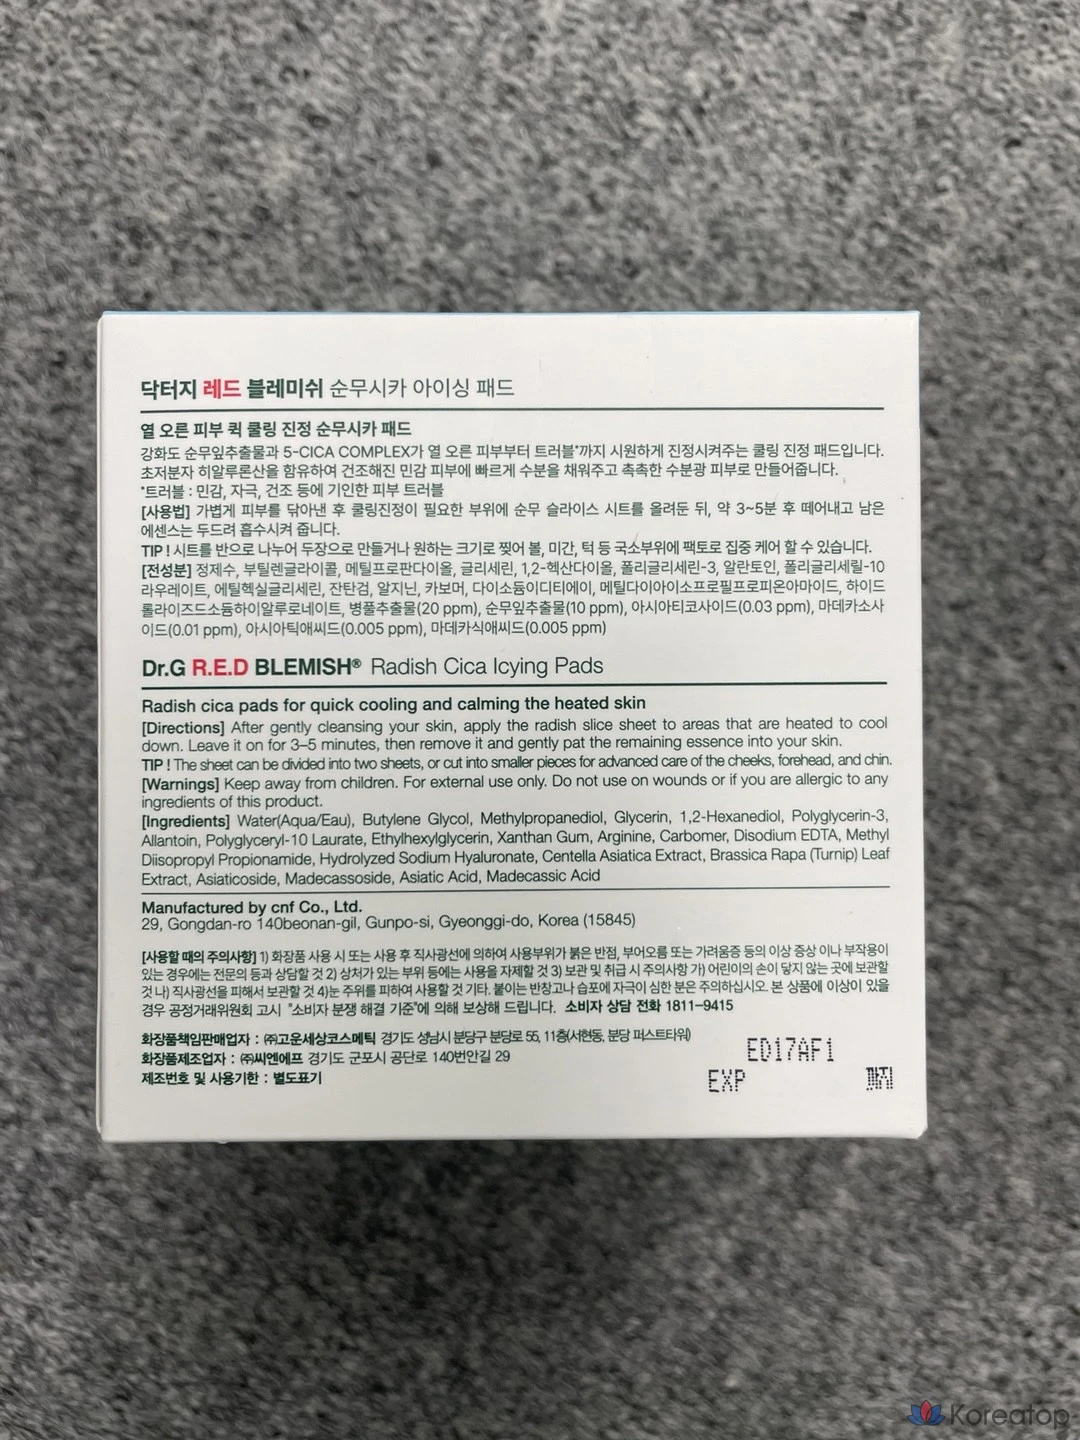 닥터지 레드 블레미쉬 순무시카 아이싱 패드
열 오른 피부 퀵 쿨링 진정 순무시카 패드
강화도 순무잎추출물과 5-CICA COMPLEX가 열 오른 피부부터 트러블*까지 시원하게 진정시켜주는 쿨링 진정 패드입니다.
초저분자 히알루론산을 함유하여 건조해진 민감 피부에 빠르게 수분을 채워주고 촉촉한 수분광 피부로 만들어줍니다.
*트러블 : 민감, 자극, 건조 등에 기인한 피부 트러블
[사용법] 가볍게 피부를 닦아낸 후 쿨링진정이 필요한 부위에 순무 슬라이스 시트를 올려둔 뒤, 약 3~5분 후 떼어내고 남은
에센스는 두드려 흡수시켜 줍니다.
TIP ! 시트를 반으로 나누어 두장으로 만들거나 원하는 크기로 찢어 볼, 미간, 턱 등 국소부위에 팩토로 집중 케어 할 수 있습니다.
[전성분] 정제수, 부틸렌글라이콜, 메틸프로판다이올, 글리세린, 1,2-헥산다이올, 폴리글리세린-3, 알란토인, 폴리글리세릴-10
라우레이트, 에틸헥실글리세린, 잔탄검, 알지닌, 카보머, 다이소듐이디티에이, 메틸다이아이소프로필프로피온아마이드, 하이드
롤라이즈드소듐하이알루로네이트, 병풀추출물(20 ppm), 순무잎추출물(10 ppm), 아시아티코사이드(0.03 ppm), 마데카소사
이드(0.01 ppm), 아시아틱애씨드(0.005 ppm), 마데카식애씨드(0.005 ppm)
Dr.G R.E.D BLEMISH® Radish Cica Icying Pads
Radish cica pads for quick cooling and calming the heated skin
[Directions] After gently cleansing your skin, apply the radish slice sheet to areas that are heated to cool
down. Leave it on for 3–5 minutes, then remove it and gently pat the remaining essence into your skin.
TIP ! The sheet can be divided into two sheets, or cut into smaller pieces for advanced care of the cheeks, forehead, and chin.
[Warnings] Keep away from children. For external use only. Do not use on wounds or if you are allergic to any
ingredients of this product.
[Ingredients] Water(Aqua/Eau), Butylene Glycol, Methylpropanediol, Glycerin, 1,2-Hexanediol, Polyglycerin-3,
Allantoin, Polyglyceryl-10 Laurate, Ethylhexylglycerin, Xanthan Gum, Arginine, Carbomer, Disodium EDTA, Methyl
Diisopropyl Propionamide, Hydrolyzed Sodium Hyaluronate, Centella Asiatica Extract, Brassica Rapa (Turnip) Leaf
Extract, Asiaticoside, Madecassoside, Asiatic Acid, Madecassic Acid
Manufactured by cnf Co., Ltd.
29, Gongdan-ro 140beonan-gil, Gunpo-si, Gyeonggi-do, Korea (15845)
[사용할 때의 주의사항] 1) 화장품 사용 시 또는 사용 후 직사광선에 의하여 사용부위가 붉은 반점, 부어오름 또는 가려움증 등의 이상 증상 이나 부작용이
있는 경우에는 전문의 등과 상담할 것 2) 상처가 있는 부위 등에는 사용을 자제할 것 3) 보관 및 취급 시 주의사항 가) 어린이의 손이 닿지 않는 곳에 보관할
것 나) 직사광선을 피해서 보관할 것 4)눈 주위를 피하여 사용할 것 기타. 붙이는 반창고나 습포에 자극이 심한 분은 주의하십시오. 본 상품에 이상이 있을
경우 공정거래위원회 고시 "소비자 분쟁 해결 기준"에 의해 보상해 드립니다. 소비자 상담 전화 1811-9415
화장품책임판매업자 : ㈜고운세상코스메틱 경기도 성남시 분당구 분당로 55, 11층(서현동, 분당 퍼스트타워)
화장품제조업자 : ㈜씨엔에프 경기도 군포시 공단로 140번안길 29
제조번호 및 사용기한 : 별도표기
ED17AF1
EXP 까지
Koreatop